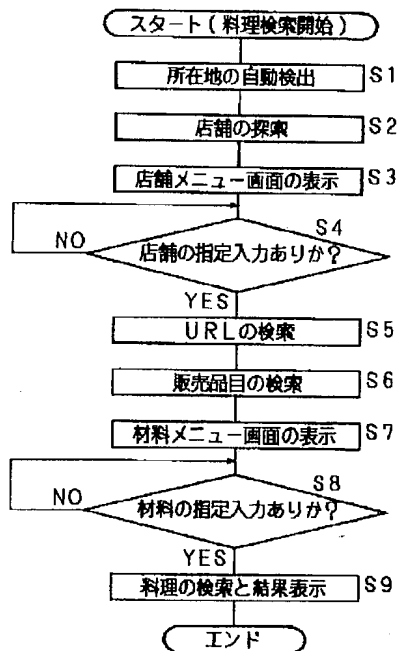 スタート(料理検索開始)
所在地の自動検出 S1
店舗の探索 S2
店舗メニュー画面の表示 S3
S4
NO 店舗の指定入力ありか?
YES
URLの検索 S5
販売品目の検索 S6
材料メニュー画面の表示 S7
S8
NO 材料の指定入力ありか?
YES
料理の検索と結果表示 S9
エンド